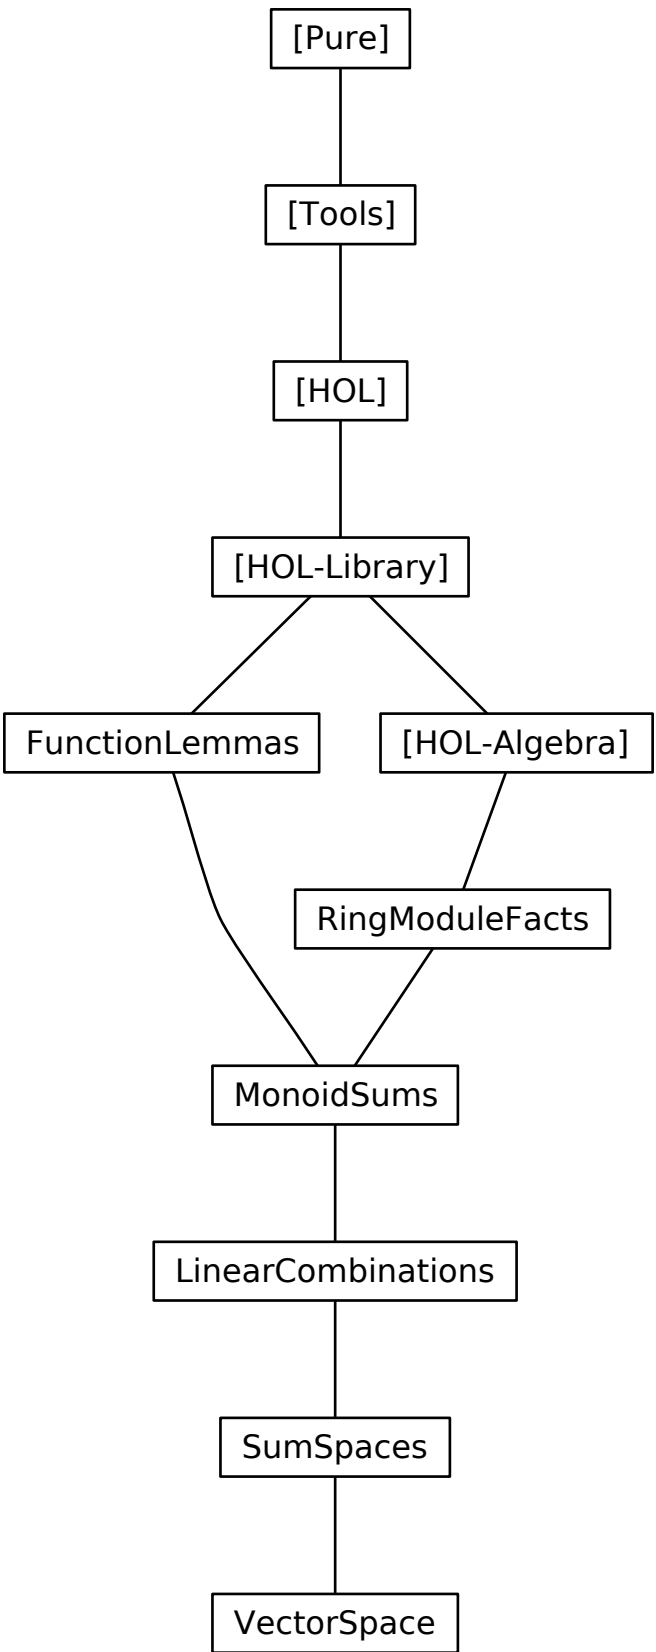 [Pure]
[Tools]
[HOL]
[HOL-Library]
FunctionLemmas
[HOL-Algebra]
RingModuleFacts
MonoidSums
LinearCombinations
SumSpaces
VectorSpace